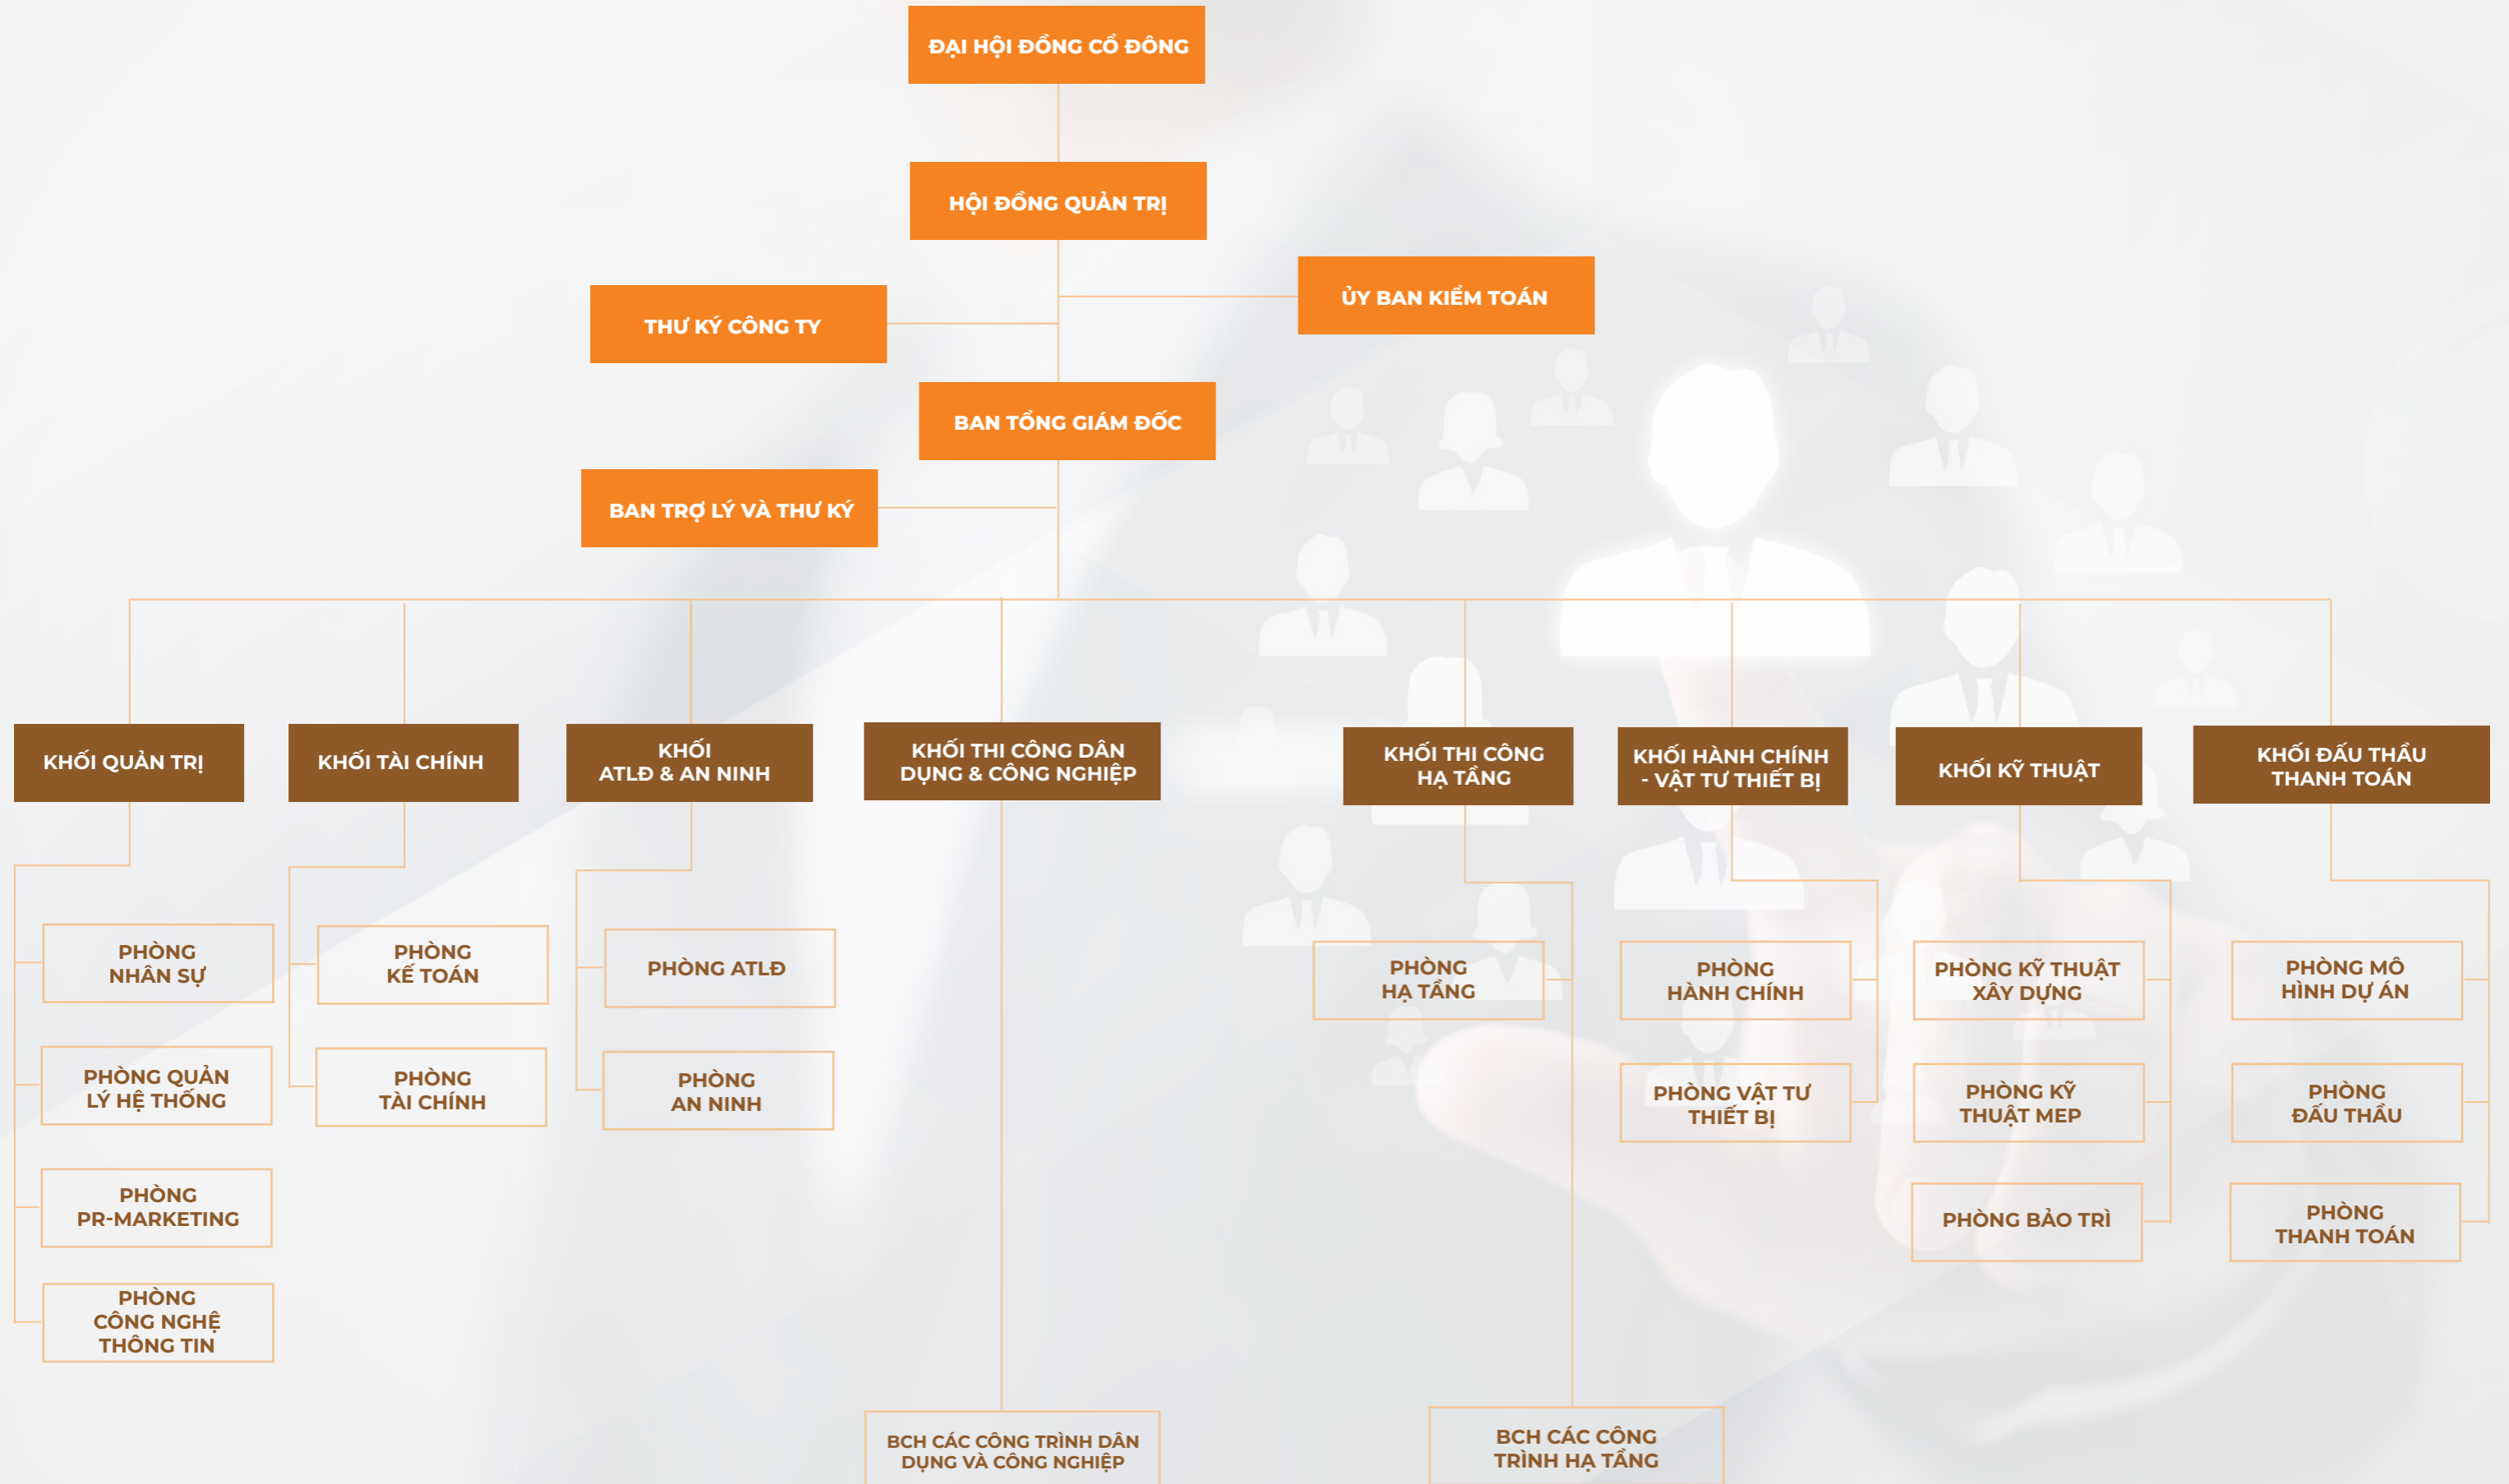 ĐẠI HỘI ĐỒNG CỔ ĐÔNG
HỘI ĐỒNG QUẢN TRỊ
ỦY BAN KIỂM TOÁN
THƯ KÝ CÔNG TY
BAN TỔNG GIÁM ĐỐC
BAN TRỢ LÝ VÀ THƯ KÝ
KHỐI QUẢN TRỊ
KHỐI TÀI CHÍNH
KHỐI
ATLĐ & AN NINH
KHỐI THI CÔNG DÂN
DỤNG & CÔNG NGHIỆP
KHỐI THI CÔNG
HẠ TẦNG
KHỐI HÀNH CHÍNH
- VẬT TƯ THIẾT BỊ
KHỐI KỸ THUẬT
KHỐI ĐẤU THẦU
THANH TOÁN
PHÒNG
NHÂN SỰ
PHÒNG
KẾ TOÁN
PHÒNG ATLĐ
PHÒNG
HẠ TẦNG
PHÒNG
HÀNH CHÍNH
PHÒNG KỸ THUẬT
XÂY DỰNG
PHÒNG MÔ
HÌNH DỰ ÁN
PHÒNG QUẢN
LÝ HỆ THỐNG
PHÒNG
TÀI CHÍNH
PHÒNG
AN NINH
PHÒNG VẬT TƯ
THIẾT BỊ
PHÒNG KỸ
THUẬT MEP
PHÒNG
ĐẤU THẦU
PHÒNG
PR-MARKETING
PHÒNG BẢO TRÌ
PHÒNG
THANH TOÁN
PHÒNG
CÔNG NGHỆ
THÔNG TIN
BCH CÁC CÔNG TRÌNH DÂN
DỤNG VÀ CÔNG NGHIỆP
BCH CÁC CÔNG
TRÌNH HẠ TẦNG